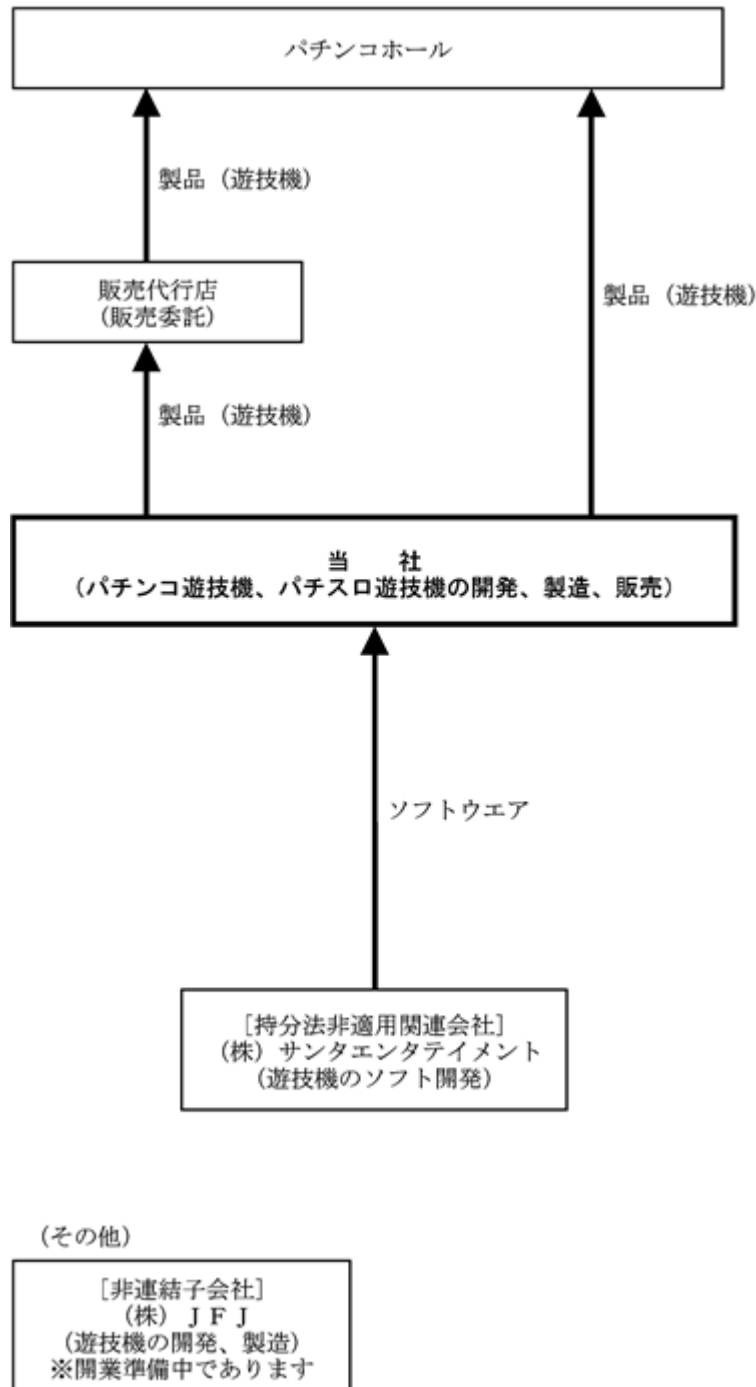 パチンコホール
製品（遊技機）
販売代行店
（販売委託）
製品（遊技機）
製品（遊技機）
当　　社
（パチンコ遊技機、パチスロ遊技機の開発、製造、販売）
ソフトウエア
［持分法非適用関連会社］
（株）サンタエンタテイメント
（遊技機のソフト開発）
（その他）
［非連結子会社］
（株）ＪＦＪ
（遊技機の開発、製造）
※開業準備中であります